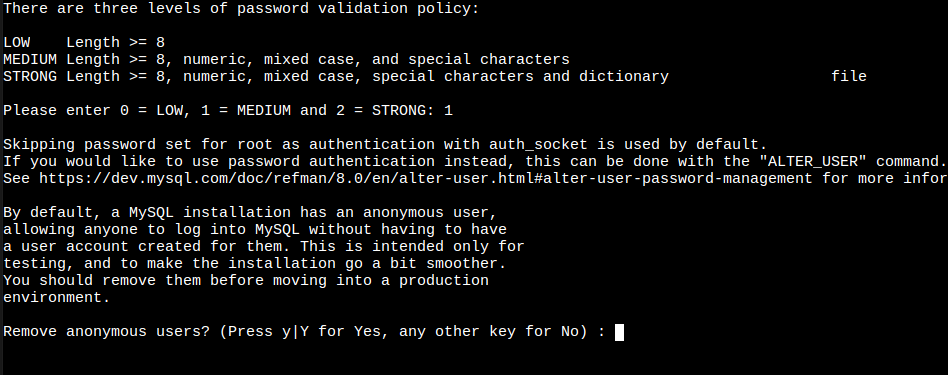 There are three levels of password validation policy:
LOW    Length >= 8
MEDIUM Length >= 8, numeric, mixed case, and special characters
STRONG Length >= 8, numeric, mixed case, special characters and dictionary                  file
Please enter 0 = LOW, 1 = MEDIUM and 2 = STRONG: 1
Skipping password set for root as authentication with auth_socket is used by default.
If you would like to use password authentication instead, this can be done with the "ALTER_USER" command.
See https://dev.mysql.com/doc/refman/8.0/en/alter-user.html#alter-user-password-management for more
By default, a MySQL installation has an anonymous user,
allowing anyone to log into MySQL without having to have
a user account created for them. This is intended only for
testing, and to make the installation go a bit smoother.
You should remove them before moving into a production
environment.
Remove anonymous users? (Press y|Y for Yes, any other key for No) :